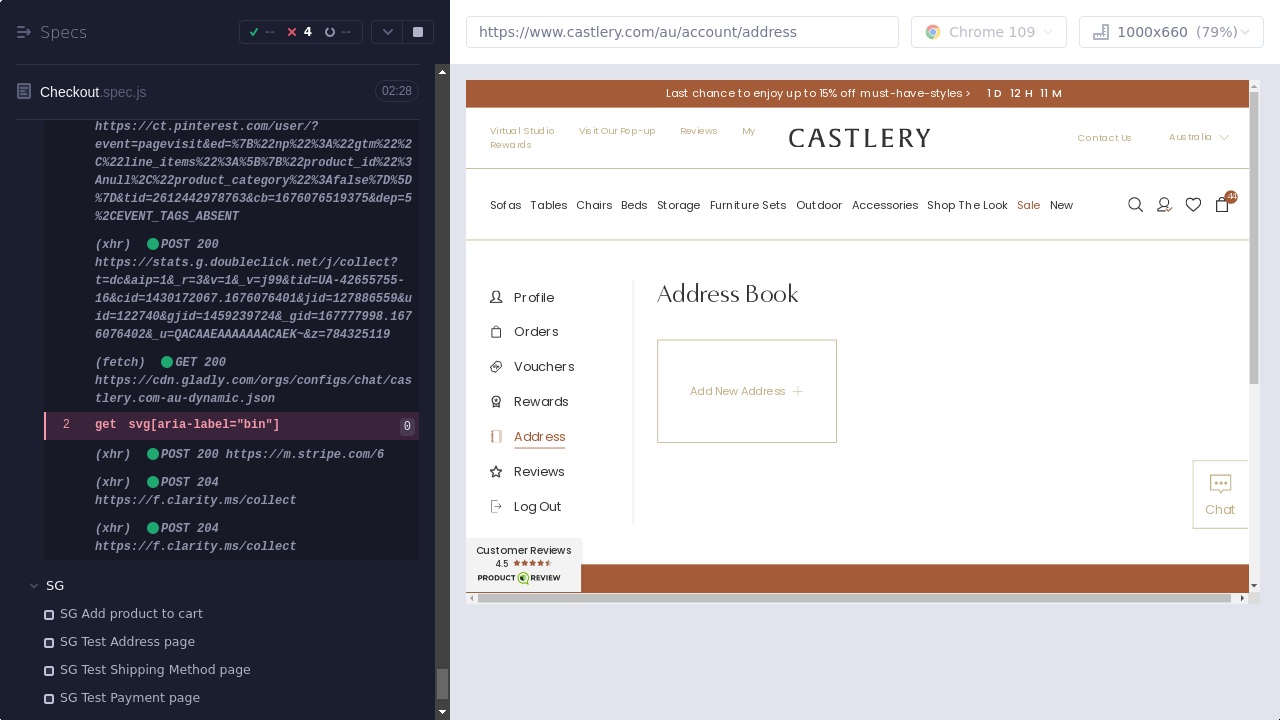 Specs
--
4
--
https://www.castlery.com/au/account/address
Chrome 109
1000x660 (79%)
Checkout.spec.js
02:28
https://ct.pinterest.com/user/?
event=pagevisit&ed=%7B%22np%22%3A%22gtm%22%2
C%22line_items%22%3A%5B%7B%22product_id%22%3
Anull%2C%22product_category%22%3Afalse%7D%5D
%7D&tid=2612442978763&cb=1676076519375&dep=5
%2CEVENT_TAGS_ABSENT
(xhr) POST 200
https://stats.g.doubleclick.net/j/collect?
t=dc&aip=1&_r=3&v=1&_v=j99&tid=UA-42655755-
16&cid=1430172067.1676076401&jid=127886559&u
id=122740&gjid=1459239724&_gid=167777998.167
6076402&_u=QACAAEAAAAAAACAEK~&z=784325119
(fetch) GET 200
https://cdn.gladly.com/orgs/configs/chat/cas
tlery.com-au-dynamic.json
2 get svg[aria-label="bin"] 0
(xhr) POST 200 https://m.stripe.com/6
(xhr) POST 204
https://f.clarity.ms/collect
(xhr) POST 204
https://f.clarity.ms/collect
SG
SG Add product to cart
SG Test Address page
SG Test Shipping Method page
SG Test Payment page
Last chance to enjoy up to 15% off must-have-styles > 1 D 12 H 11 M
Virtual Studio Visit Our Pop-up Reviews My
Rewards
CASTLERY
Contact Us
Australia
Sofas Tables Chairs Beds Storage Furniture Sets Outdoor Accessories Shop The Look Sale New
44
Profile
Orders
Vouchers
Rewards
Address
Reviews
Log Out
Address Book
Add New Address
Chat
Customer Reviews
4.5
PRODUCT REVIEW